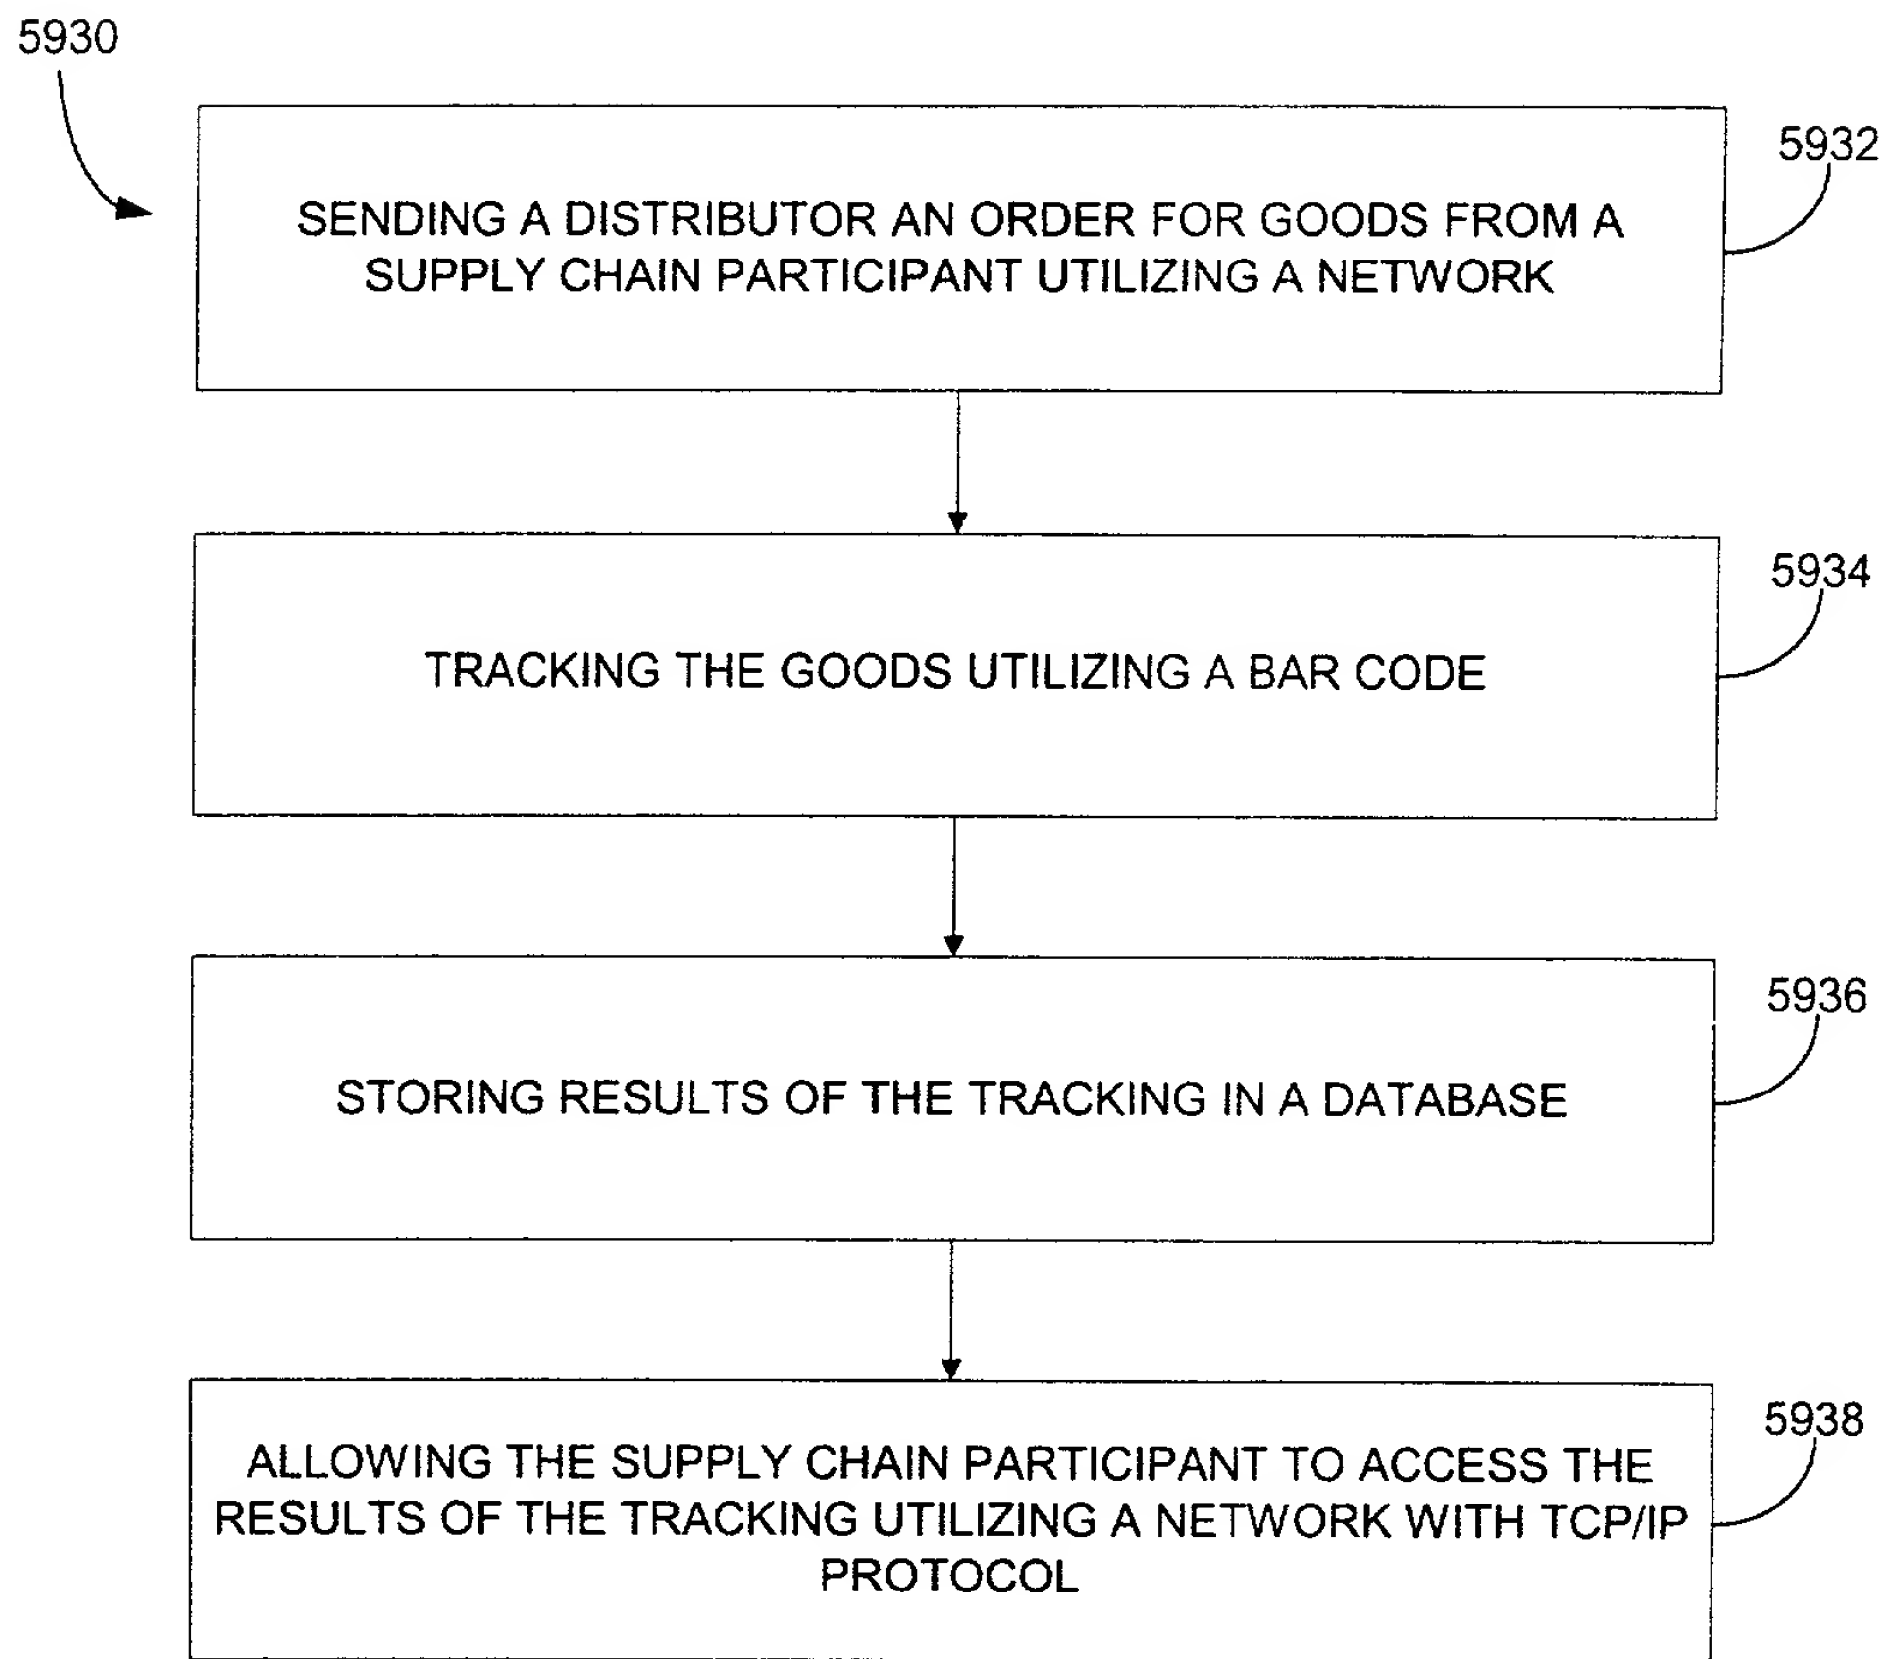 5930
5932
SENDING A DISTRIBUTOR AN ORDER FOR GOODS FROM A
SUPPLY CHAIN PARTICIPANT UTILIZING A NETWORK
5934
TRACKING THE GOODS UTILIZING A BAR CODE
5936
STORING RESULTS OF THE TRACKING IN A DATABASE
5938
ALLOWING THE SUPPLY CHAIN PARTICIPANT TO ACCESS THE
RESULTS OF THE TRACKING UTILIZING A NETWORK WITH TCP/IP
PROTOCOL